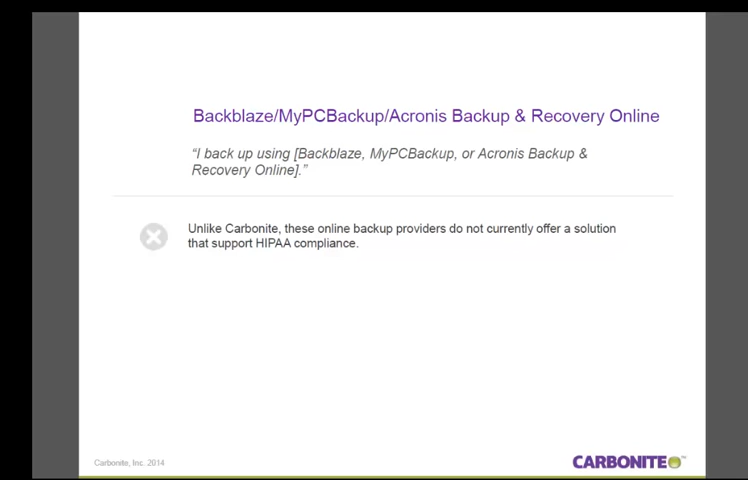 Backblaze/MyPCBackup/Acronis Backup & Recovery Online
“I back up using [Backblaze, MyPCBackup, or Acronis Backup &
Recovery Online].”
Unlike Carbonite, these online backup providers do not currently offer a solution
that support HIPAA compliance.
Carbonite, Inc. 2014
CARBONITE™